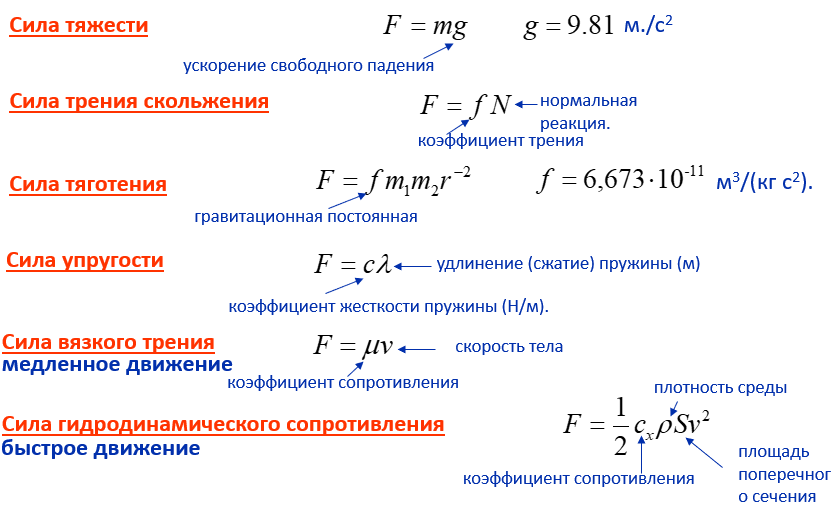 Сила тяжести F = mg g = 9.81 м./с²
ускорение свободного падения
Сила трения скольжения F = f N нормальная
реакция.
коэффициент трения
Сила тяготения F = f m₁m₂r⁻² f = 6,673·10⁻¹¹ м³/(кг с²).
гравитационная постоянная
Сила упругости F = cλ удлинение (сжатие) пружины (м)
коэффициент жесткости пружины (Н/м).
Сила вязкого трения F = μv скорость тела
медленное движение
коэффициент сопротивления
плотность среды
Сила гидродинамического сопротивления F = 1/2 cₓρSv²
быстрое движение
коэффициент сопротивления
площадь
поперечног
о сечения